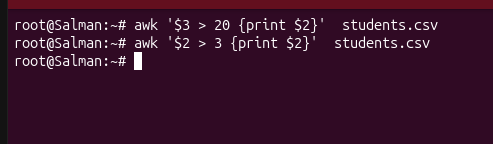 root@Salman:~# awk '$3 > 20 {print $2}'  students.csv
root@Salman:~# awk '$2 > 3 {print $2}'  students.csv
root@Salman:~#